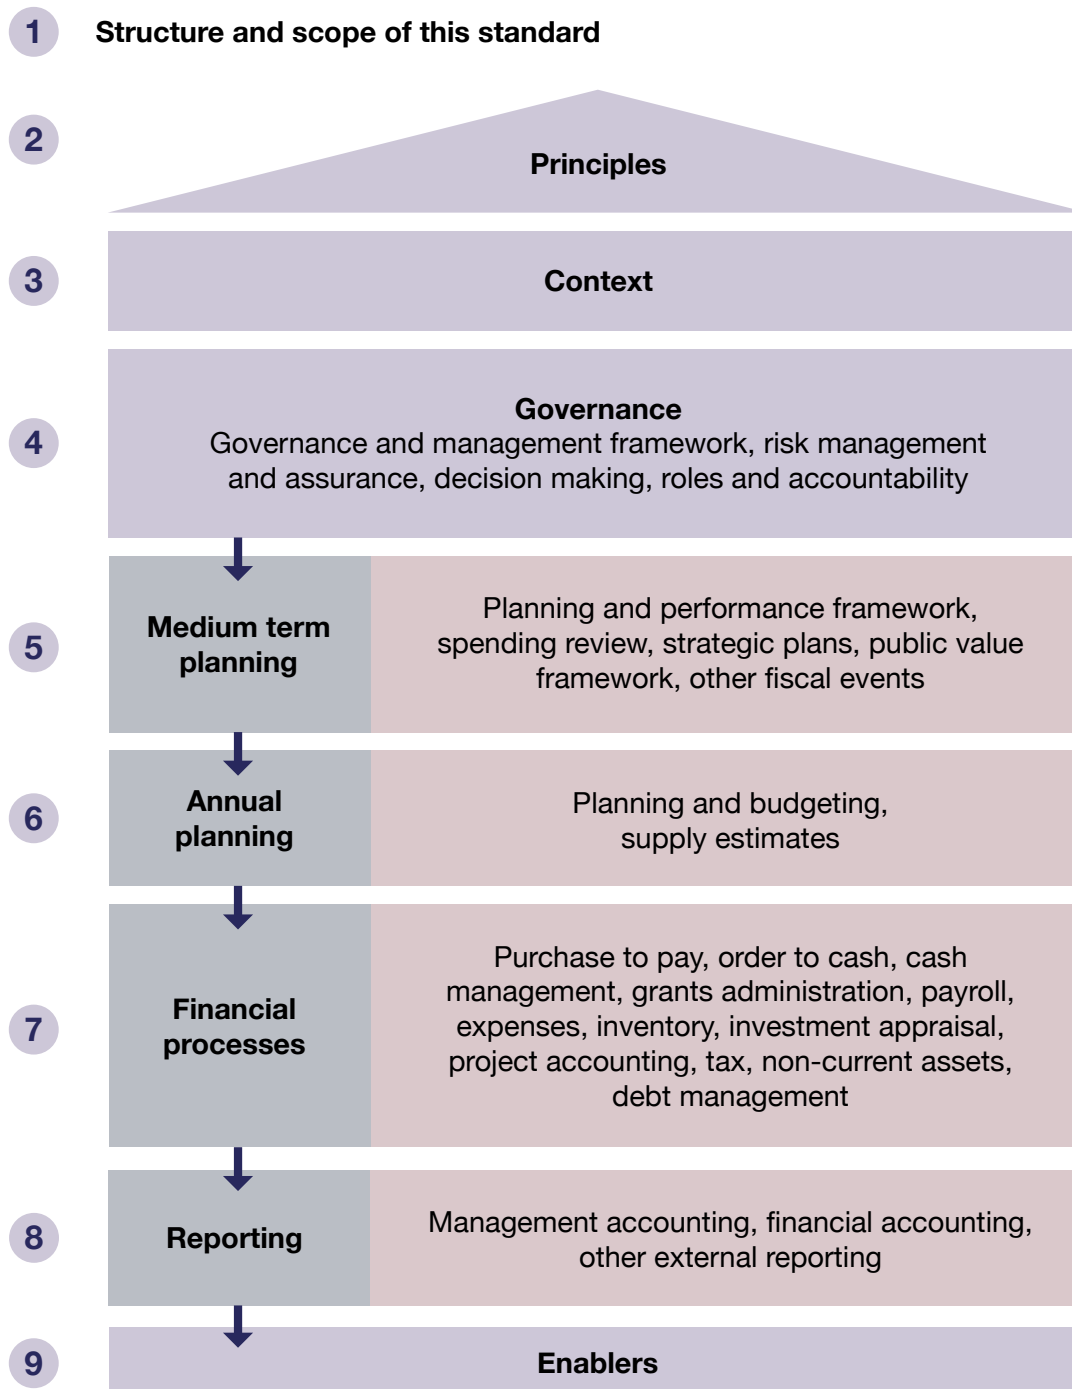 1 Structure and scope of this standard
2
Principles
3
Context
4
Governance
Governance and management framework, risk management
and assurance, decision making, roles and accountability
5
Medium term
planning
Planning and performance framework,
spending review, strategic plans, public value
framework, other fiscal events
6
Annual
planning
Planning and budgeting,
supply estimates
7
Financial
processes
Purchase to pay, order to cash, cash
management, grants administration, payroll,
expenses, inventory, investment appraisal,
project accounting, tax, non-current assets,
debt management
8
Reporting
Management accounting, financial accounting,
other external reporting
9
Enablers